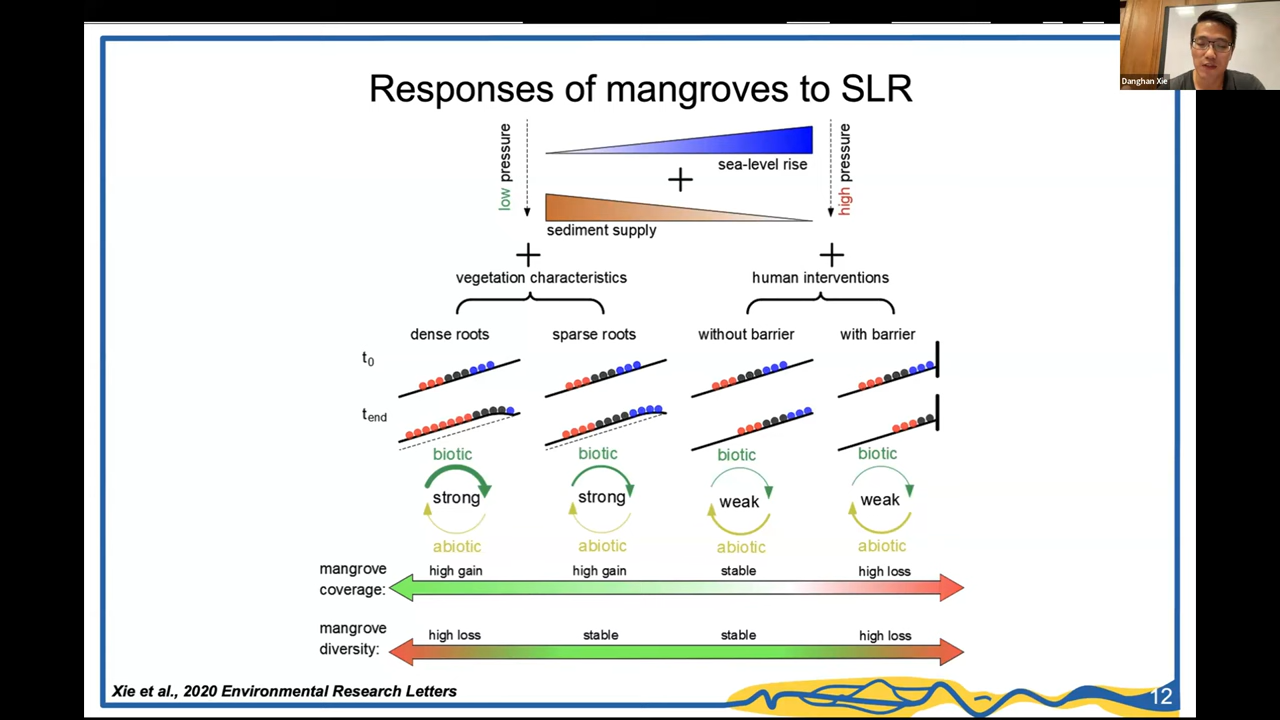 Danghan Xie
Responses of mangroves to SLR
low pressure
sea-level rise
+
sediment supply
high pressure
+
+
vegetation characteristics
human interventions
dense roots
sparse roots
without barrier
with barrier
t0
tend
biotic
biotic
biotic
biotic
strong
strong
weak
weak
abiotic
abiotic
abiotic
abiotic
mangrove
coverage:
high gain
high gain
stable
high loss
mangrove
diversity:
high loss
stable
stable
high loss
Xie et al., 2020 Environmental Research Letters
12